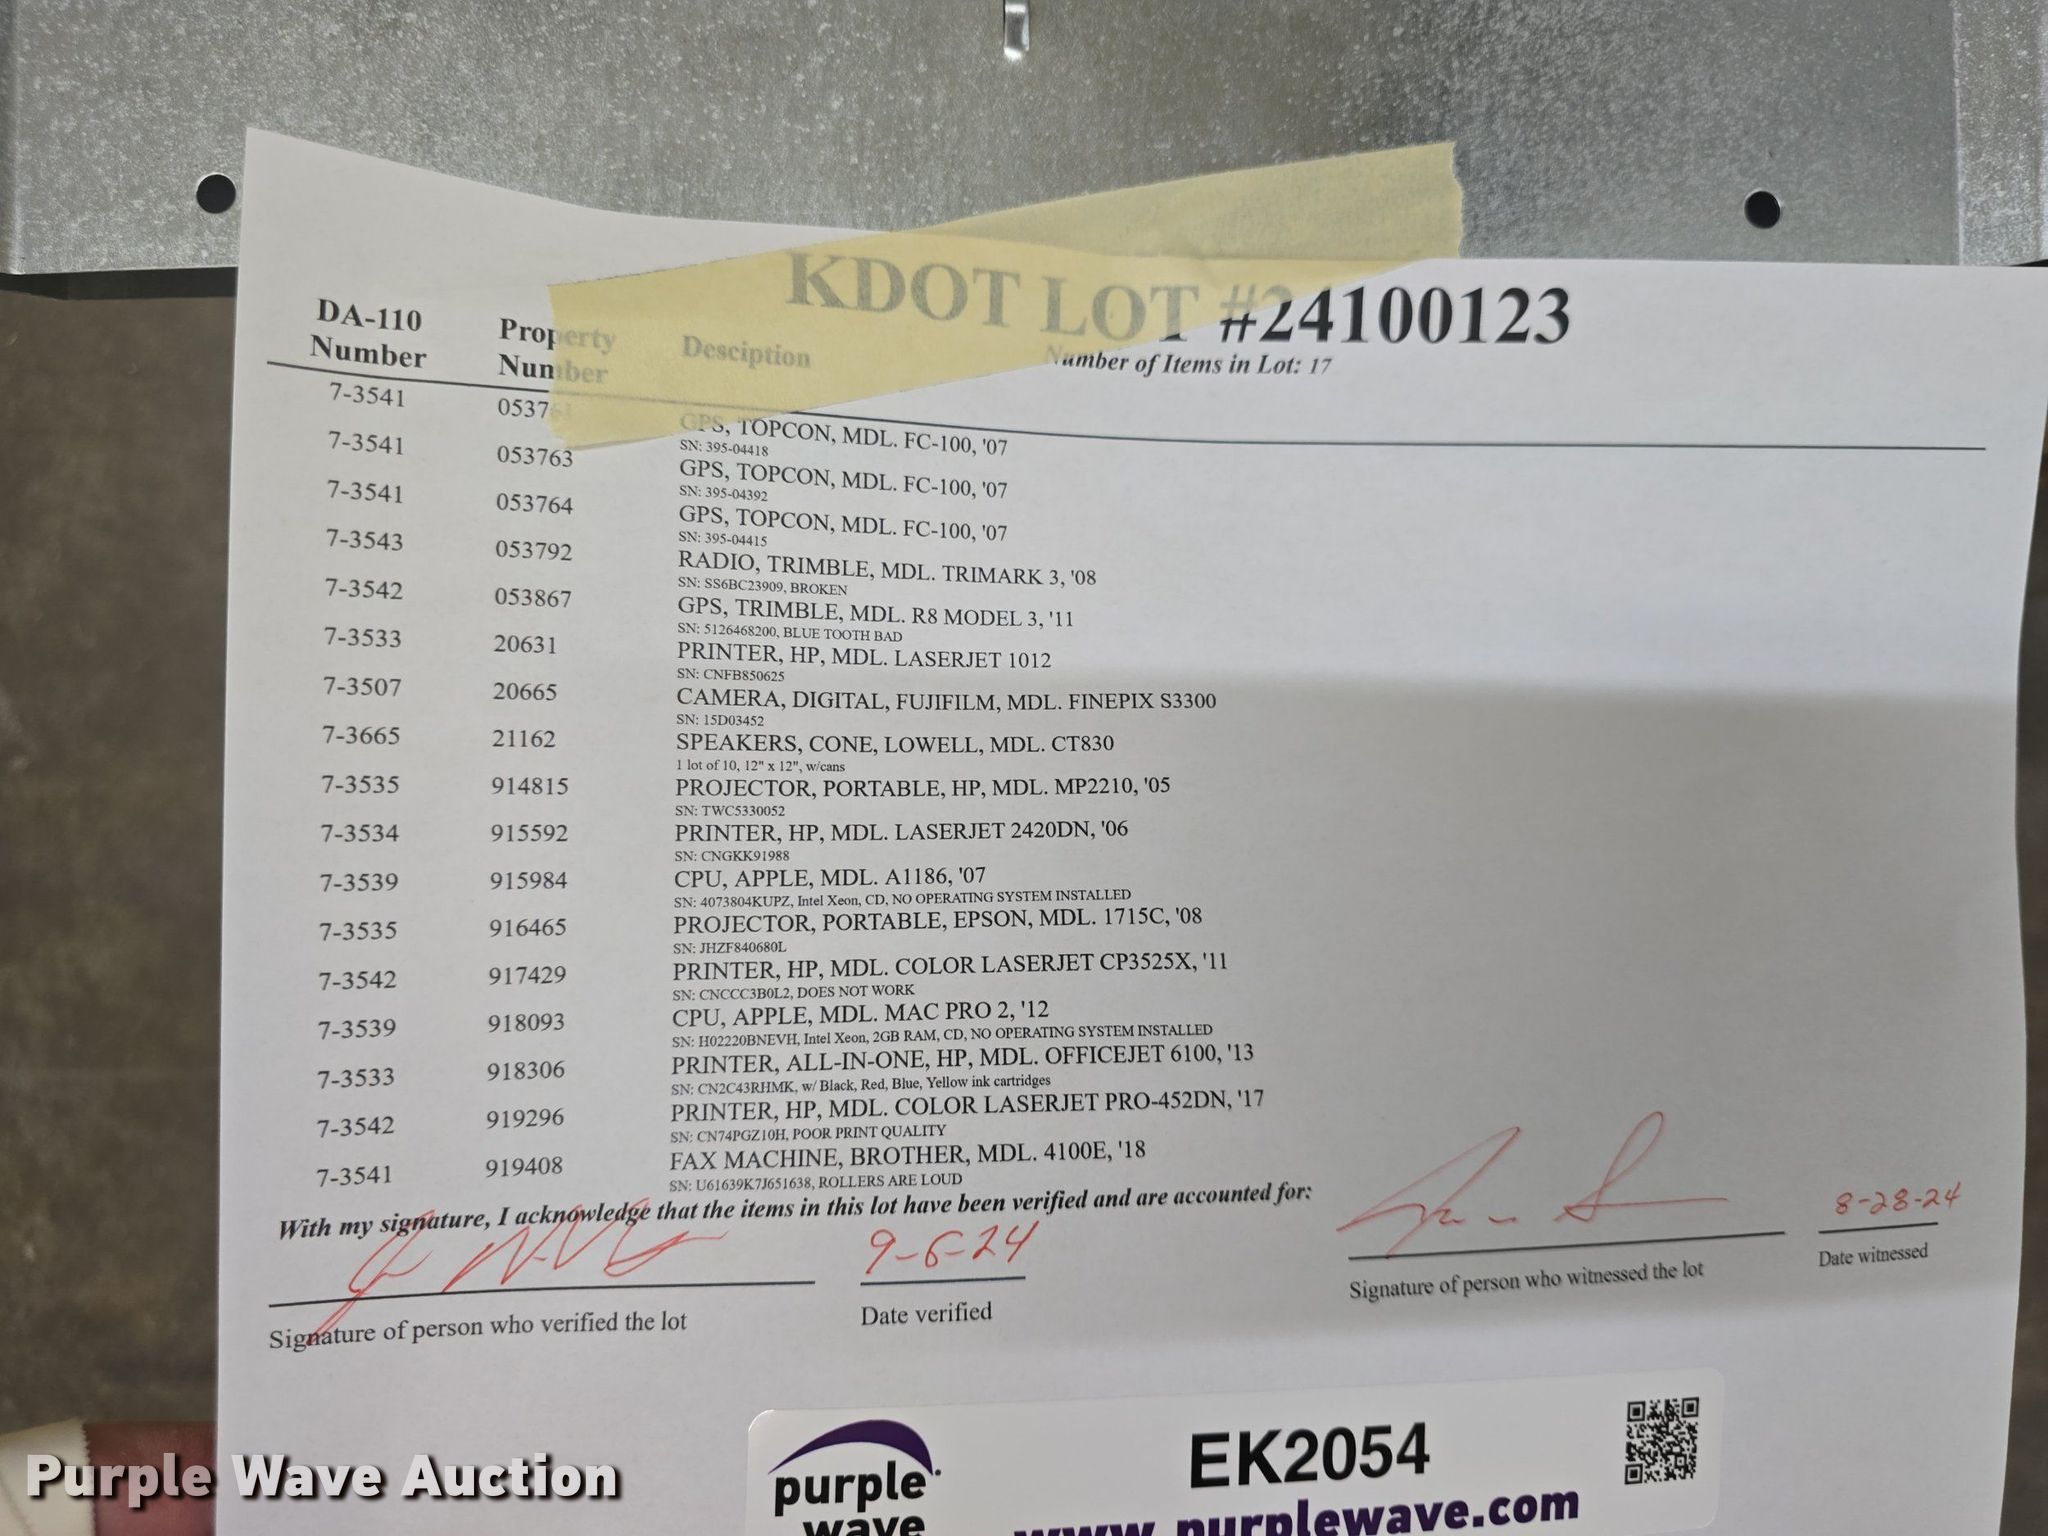 KDOT LOT #24100123
Number of Items in Lot: 17
DA-110 Number Property Number Desciption
7-3541 053761 GPS, TOPCON, MDL. FC-100, '07
SN: 395-04418
7-3541 053763 GPS, TOPCON, MDL. FC-100, '07
SN: 395-04392
7-3541 053764 GPS, TOPCON, MDL. FC-100, '07
SN: 395-04415
7-3543 053792 RADIO, TRIMBLE, MDL. TRIMARK 3, '08
SN: SS6BC23909, BROKEN
7-3542 053867 GPS, TRIMBLE, MDL. R8 MODEL 3, '11
SN: 5126468200, BLUE TOOTH BAD
7-3533 20631 PRINTER, HP, MDL. LASERJET 1012
SN: CNFB850625
7-3507 20665 CAMERA, DIGITAL, FUJIFILM, MDL. FINEPIX S3300
SN: 15D03452
7-3665 21162 SPEAKERS, CONE, LOWELL, MDL. CT830
1 lot of 10, 12" x 12", w/cans
7-3535 914815 PROJECTOR, PORTABLE, HP, MDL. MP2210, '05
SN: TWC5330052
7-3534 915592 PRINTER, HP, MDL. LASERJET 2420DN, '06
SN: CNGKK91988
7-3539 915984 CPU, APPLE, MDL. A1186, '07
SN: 4073804KUPZ, Intel Xeon, CD, NO OPERATING SYSTEM INSTALLED
7-3535 916465 PROJECTOR, PORTABLE, EPSON, MDL. 1715C, '08
SN: JHZF840680L
7-3542 917429 PRINTER, HP, MDL. COLOR LASERJET CP3525X, '11
SN: CNCCC3B0L2, DOES NOT WORK
7-3539 918093 CPU, APPLE, MDL. MAC PRO 2, '12
SN: H02220BNEVH, Intel Xeon, 2GB RAM, CD, NO OPERATING SYSTEM INSTALLED
7-3533 918306 PRINTER, ALL-IN-ONE, HP, MDL. OFFICEJET 6100, '13
SN: CN2C43RHMK, w/ Black, Red, Blue, Yellow ink cartridges
7-3542 919296 PRINTER, HP, MDL. COLOR LASERJET PRO-452DN, '17
SN: CN74PGZ10H, POOR PRINT QUALITY
7-3541 919408 FAX MACHINE, BROTHER, MDL. 4100E, '18
SN: U61639K7J651638, ROLLERS ARE LOUD
With my signature, I acknowledge that the items in this lot have been verified and are accounted for:
9-6-24 8-28-24
Signature of person who verified the lot Date verified Signature of person who witnessed the lot Date witnessed
purple wave
EK2054
www.purplewave.com
Purple Wave Auction